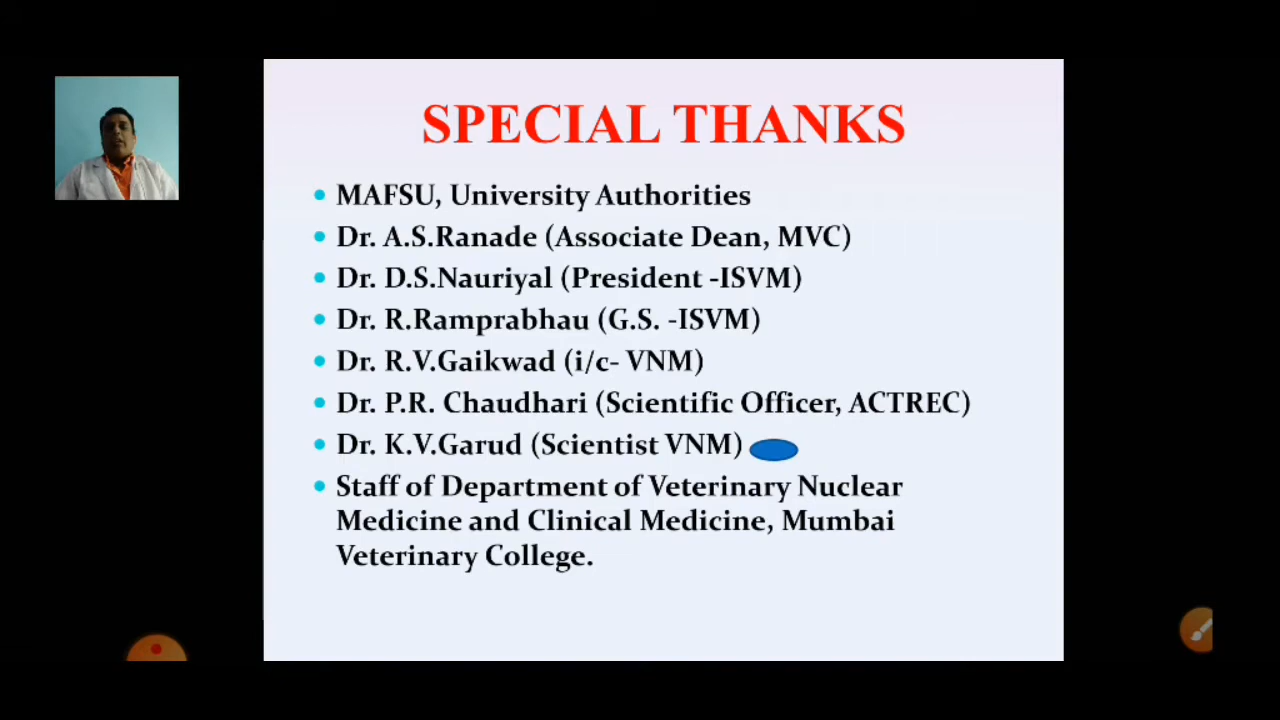 SPECIAL THANKS
MAFSU, University Authorities
Dr. A.S.Ranade (Associate Dean, MVC)
Dr. D.S.Nauriyal (President -ISVM)
Dr. R.Ramprabhau (G.S. -ISVM)
Dr. R.V.Gaikwad (i/c- VNM)
Dr. P.R. Chaudhari (Scientific Officer, ACTREC)
Dr. K.V.Garud (Scientist VNM)
Staff of Department of Veterinary Nuclear
Medicine and Clinical Medicine, Mumbai
Veterinary College.